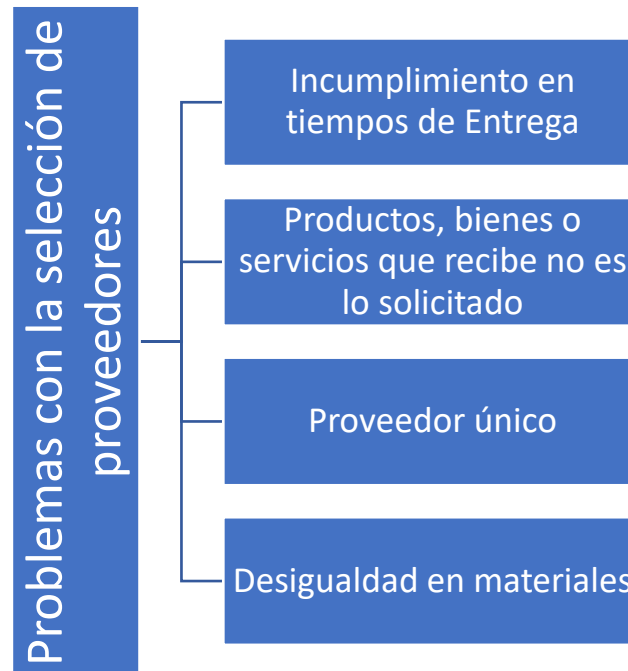 Problemas con la selección de
proveedores
Incumplimiento en
tiempos de Entrega
Productos, bienes o
servicios que recibe no es
lo solicitado
Proveedor único
Desigualdad en materiales